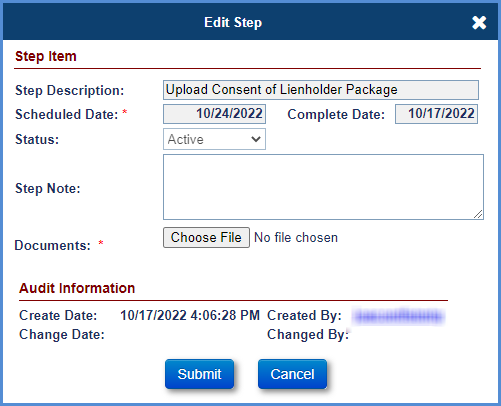 Edit Step
Step Item
Step Description: Upload Consent of Lienholder Package
Scheduled Date: * 10/24/2022 Complete Date: 10/17/2022
Status: Active
Step Note:
Documents: * Choose File No file chosen
Audit Information
Create Date: 10/17/2022 4:06:28 PM Created By:
Change Date: Changed By:
Submit Cancel